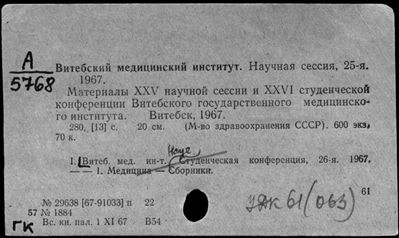 А
5768
Витебский медицинский институт. Научная сессия, 25-я.
1967.
Материалы XXV научной сессии и XXVI студенческой
конференции Витебского государственного медицинско-
го института. Витебск, 1967.
280, [13] с. 20 см. (М-во здравоохранения СССР). 600 экз.
70 к.
науч.
I. Витеб. мед. ин-т. Студенческая конференция, 26-я. 1967.
— — 1. Медицина — Сборники.
61
№ 29638 [67-91033] п 22
57 № 1884
Вс. кн. пал. 1 XI 67 В54
ГК
УДК 61(063)